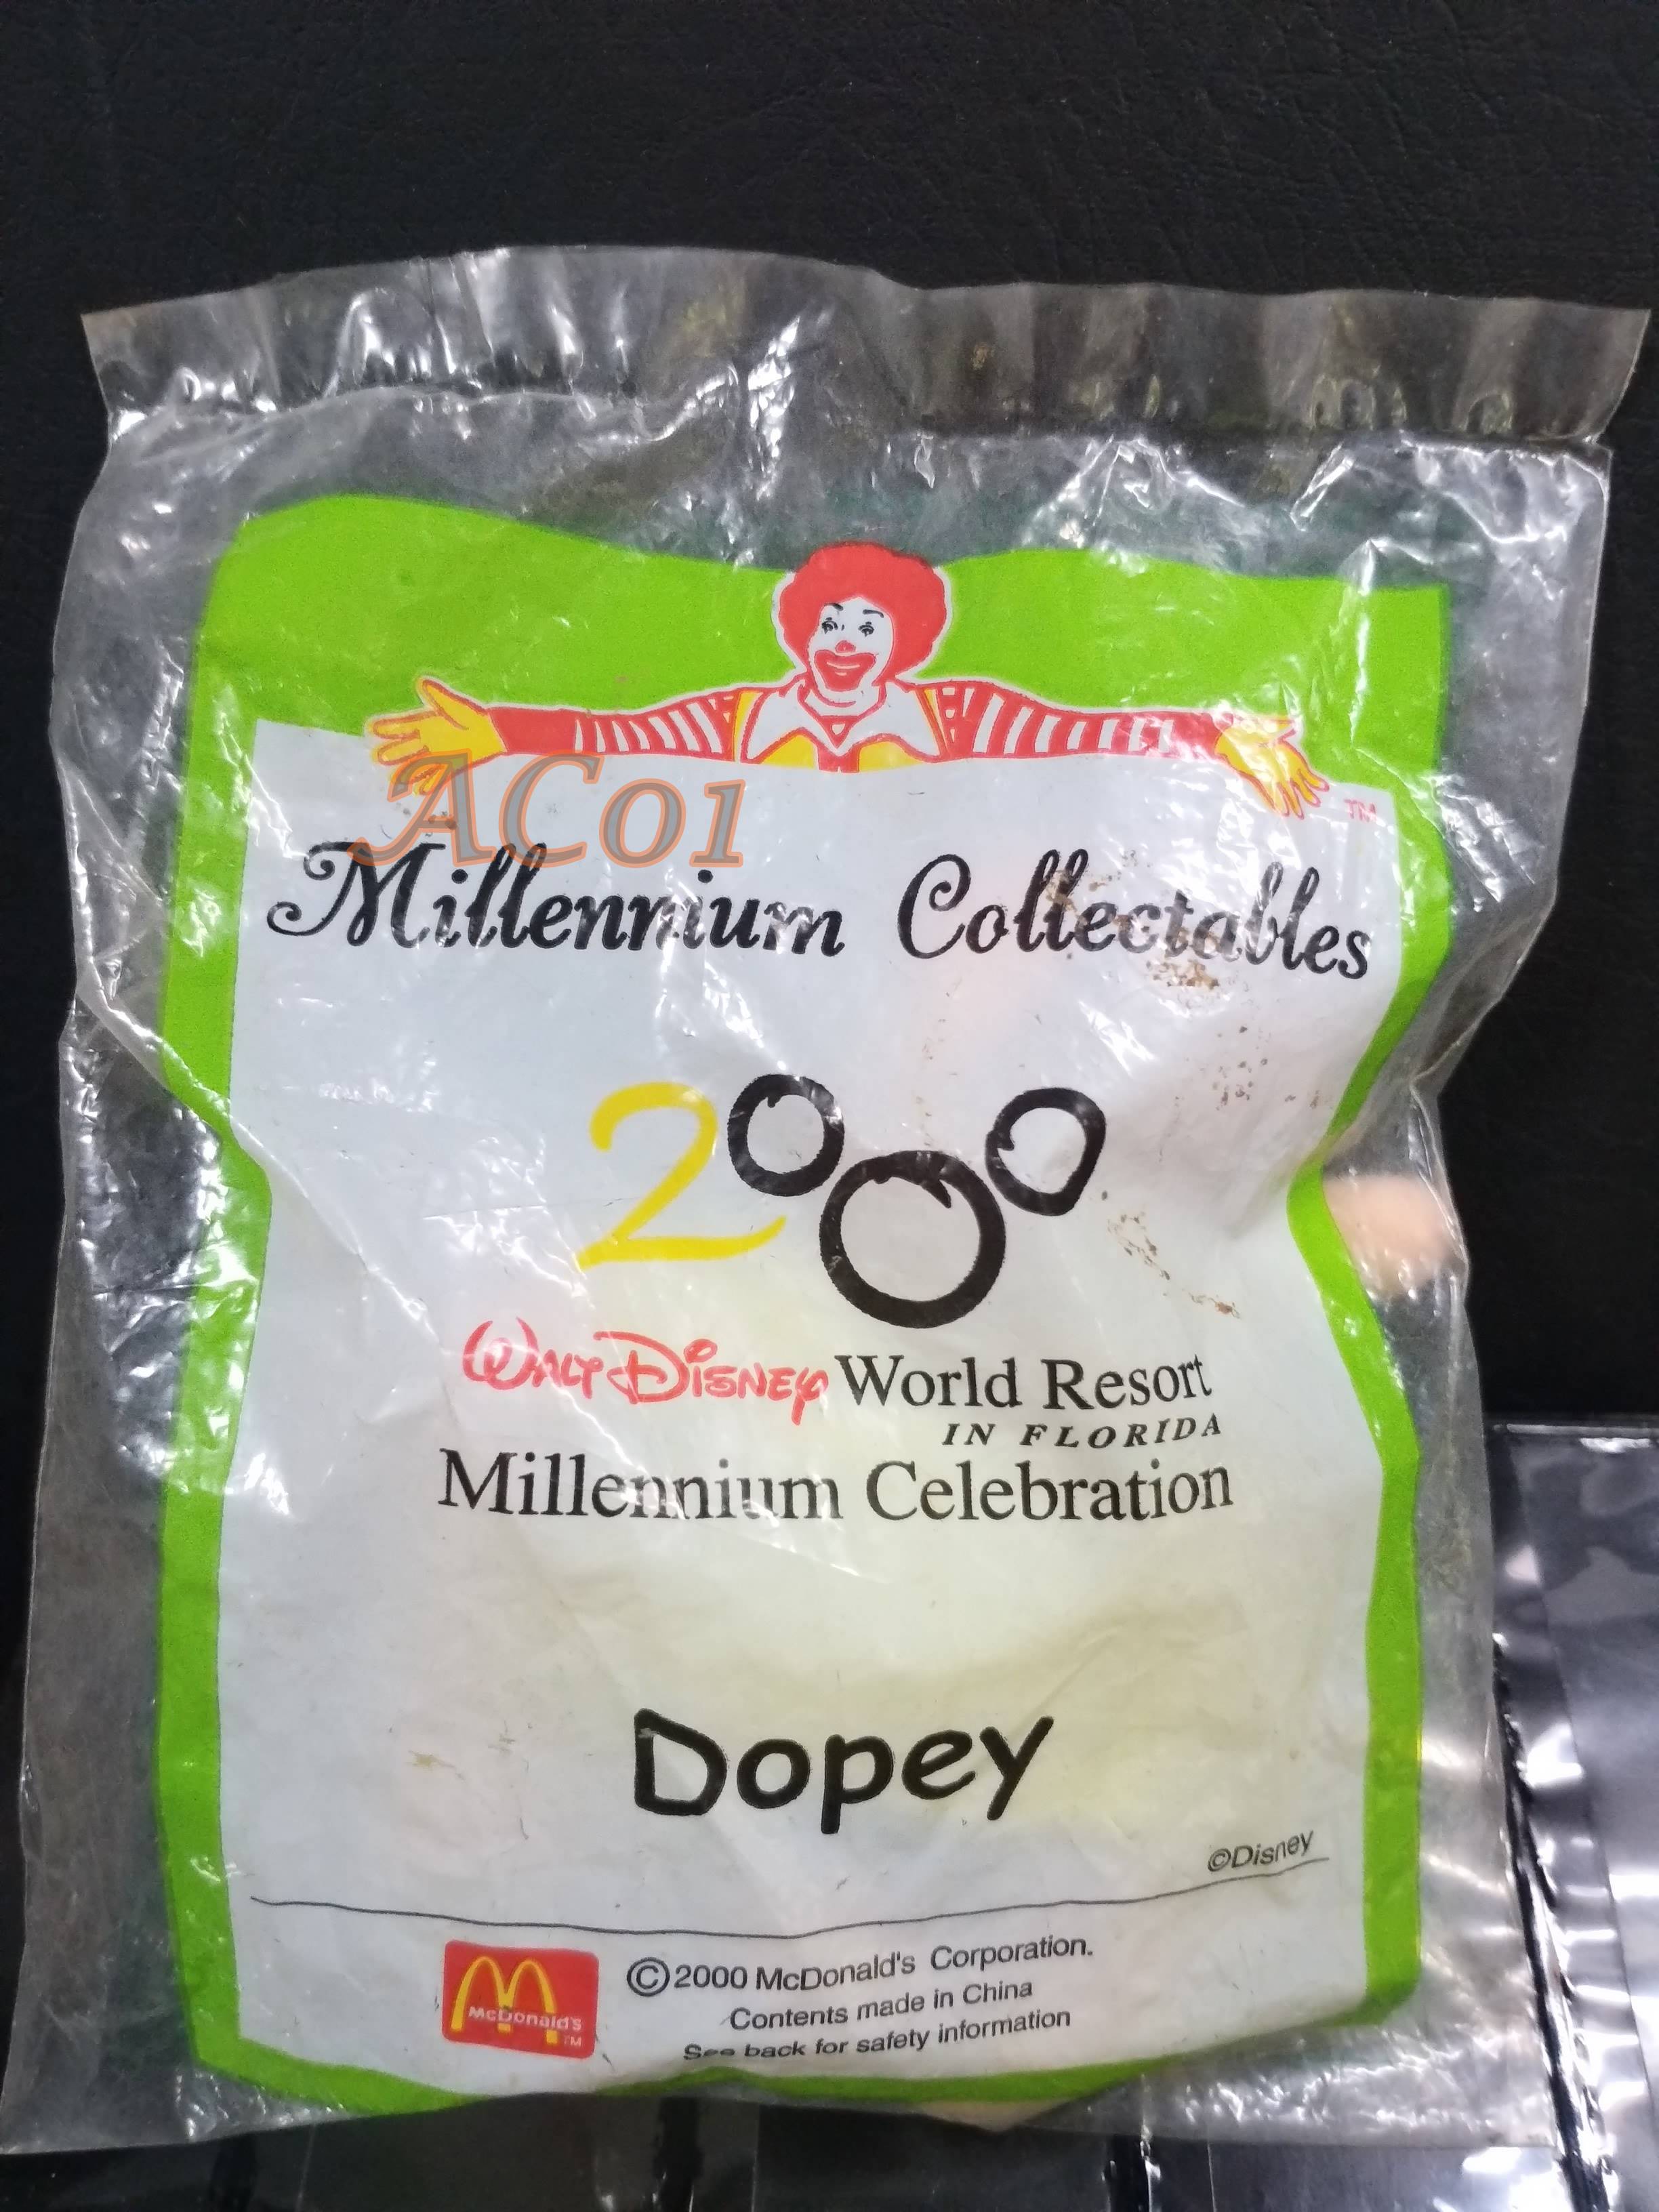 TM
AC01
Millennium Collectables
2000
WALT DISNEY World Resort
IN FLORIDA
Millennium Celebration
Dopey
©Disney
McDonald's
TM
©2000 McDonald's Corporation.
Contents made in China
See back for safety information